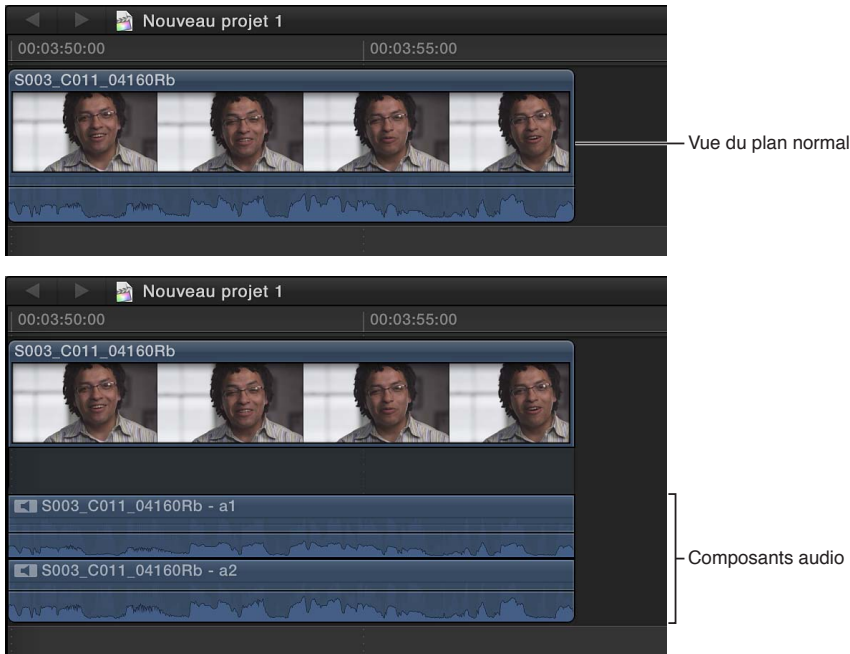 Nouveau projet 1
00:03:50:00 00:03:55:00
S003_C011_04160Rb
Vue du plan normal
Nouveau projet 1
00:03:50:00 00:03:55:00
S003_C011_04160Rb
S003_C011_04160Rb - a1
Composants audio
S003_C011_04160Rb - a2